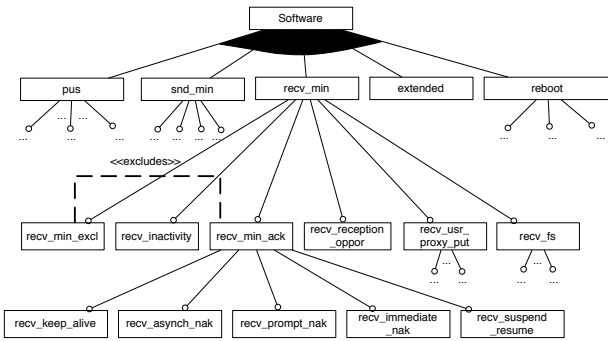 Software
pus
snd_min
recv_min
extended
reboot
... ...
... ... ...
... ... ... ...
...
... ... ...
<<excludes>>
recv_min_excl
recv_inactivity
recv_min_ack
recv_reception
_oppor
recv_usr_
proxy_put
recv_fs
...
... ...
...
... ...
recv_keep_alive
recv_asynch_nak
recv_prompt_nak
recv_immediate
_nak
recv_suspend
_resume